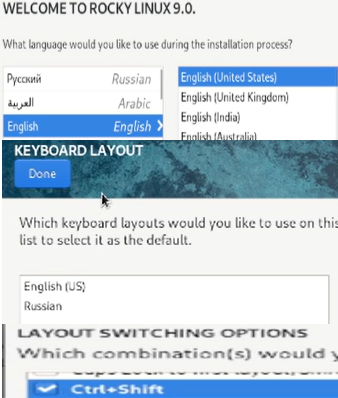 WELCOME TO ROCKY LINUX 9.0.
What language would you like to use during the installation process?
Русский Russian
العربية Arabic
English English
English (United States)
English (United Kingdom)
English (India)
English (Australia)
KEYBOARD LAYOUT
Done
Which keyboard layouts would you like to use on this
list to select it as the default.
English (US)
Russian
LAYOUT SWITCHING OPTIONS
Which combination(s) would y
Ctrl+Shift